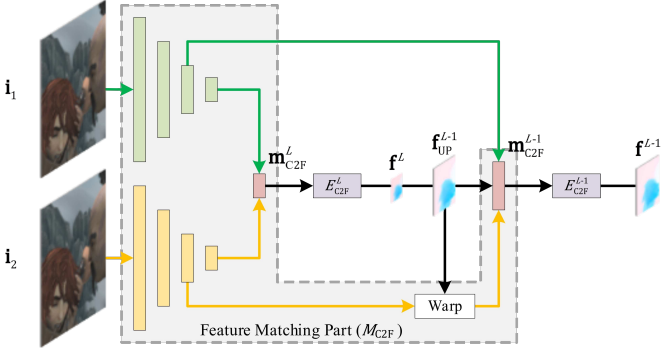 i₁
i₂
m^L_C2F
E^L_C2F
f^L
f^{L-1}_UP
m^{L-1}_C2F
E^{L-1}_C2F
f^{L-1}
Warp
Feature Matching Part (M_C2F)